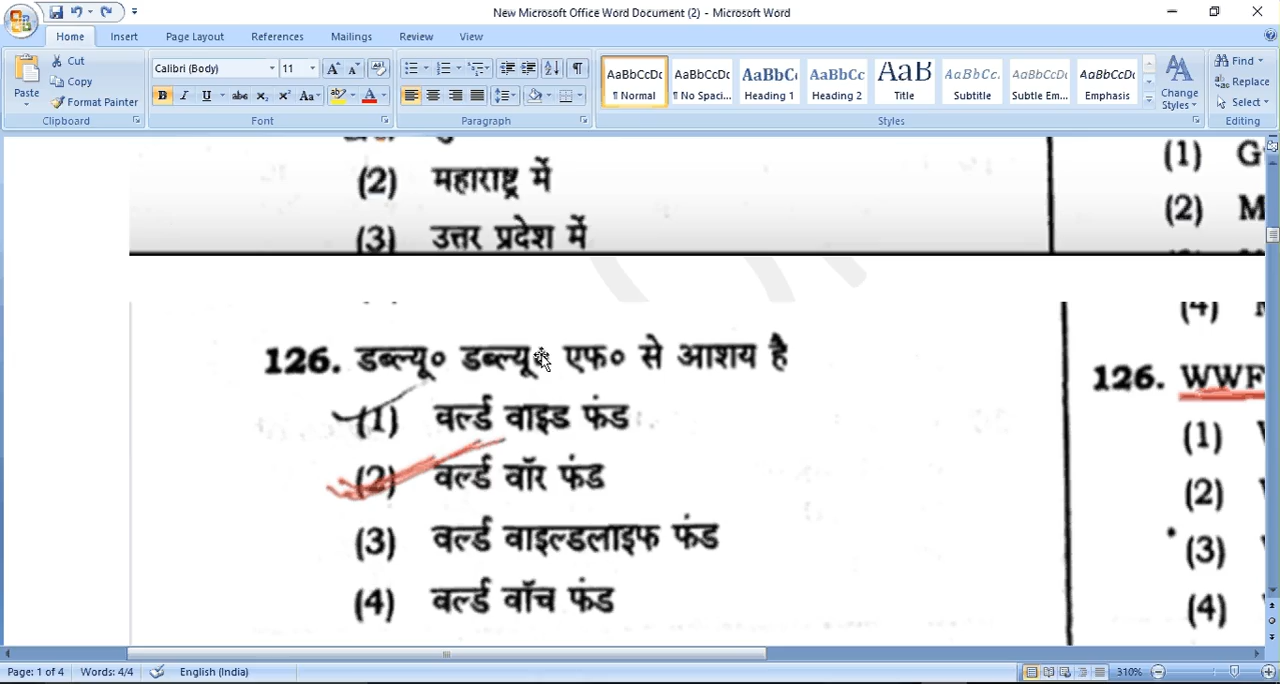 New Microsoft Office Word Document (2) - Microsoft Word
Home Insert Page Layout References Mailings Review View
Paste
Cut
Copy
Format Painter
Clipboard
Calibri (Body) 11
Font
Paragraph
AaBbCcDc AaBbCcDc AaBbC AaBbCc AaB AaBbCc. AaBbCcDc AaBbCcDc
¶ Normal ¶ No Spaci... Heading 1 Heading 2 Title Subtitle Subtle Em... Emphasis
Change Styles
Styles
Find
Replace
Select
Editing
(2) महाराष्ट्र में
(3) उत्तर प्रदेश में
(1) G
(2) M
(4)
126. डब्ल्यू० डब्ल्यू० एफ० से आशय है
(1) वर्ल्ड वाइड फंड
(2) वर्ल्ड वॉर फंड
(3) वर्ल्ड वाइल्डलाइफ फंड
(4) वर्ल्ड वॉच फंड
126. WWF
(1)
(2)
(3)
(4)
Page: 1 of 4 Words: 4/4 English (India) 310%